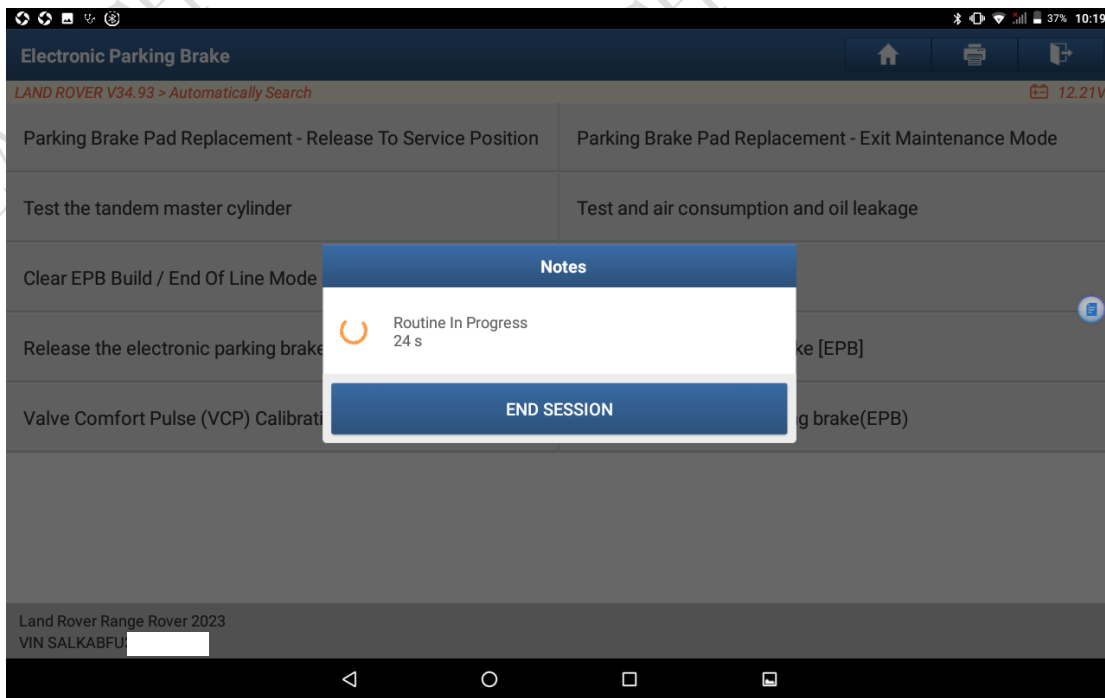 37% 10:19
Electronic Parking Brake
LAND ROVER V34.93 > Automatically Search
12.21V
Parking Brake Pad Replacement - Release To Service Position
Parking Brake Pad Replacement - Exit Maintenance Mode
Test the tandem master cylinder
Test and air consumption and oil leakage
Clear EPB Build / End Of Line Mode
Notes
Routine In Progress
24 s
Release the electronic parking brake
ke [EPB]
END SESSION
Valve Comfort Pulse (VCP) Calibrati
g brake(EPB)
Land Rover Range Rover 2023
VIN SALKABFU